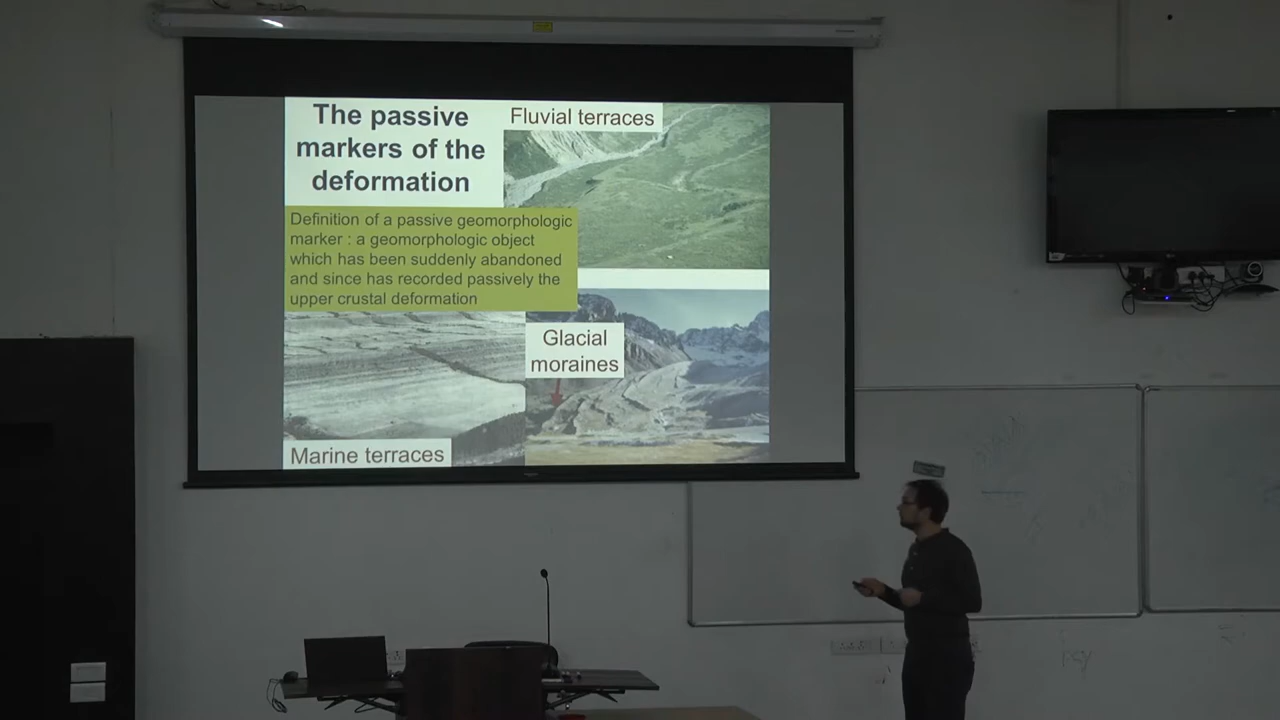 The passive
markers of the
deformation
Fluvial terraces
Definition of a passive geomorphologic
marker : a geomorphologic object
which has been suddenly abandoned
and since has recorded passively the
upper crustal deformation
Glacial
moraines
Marine terraces